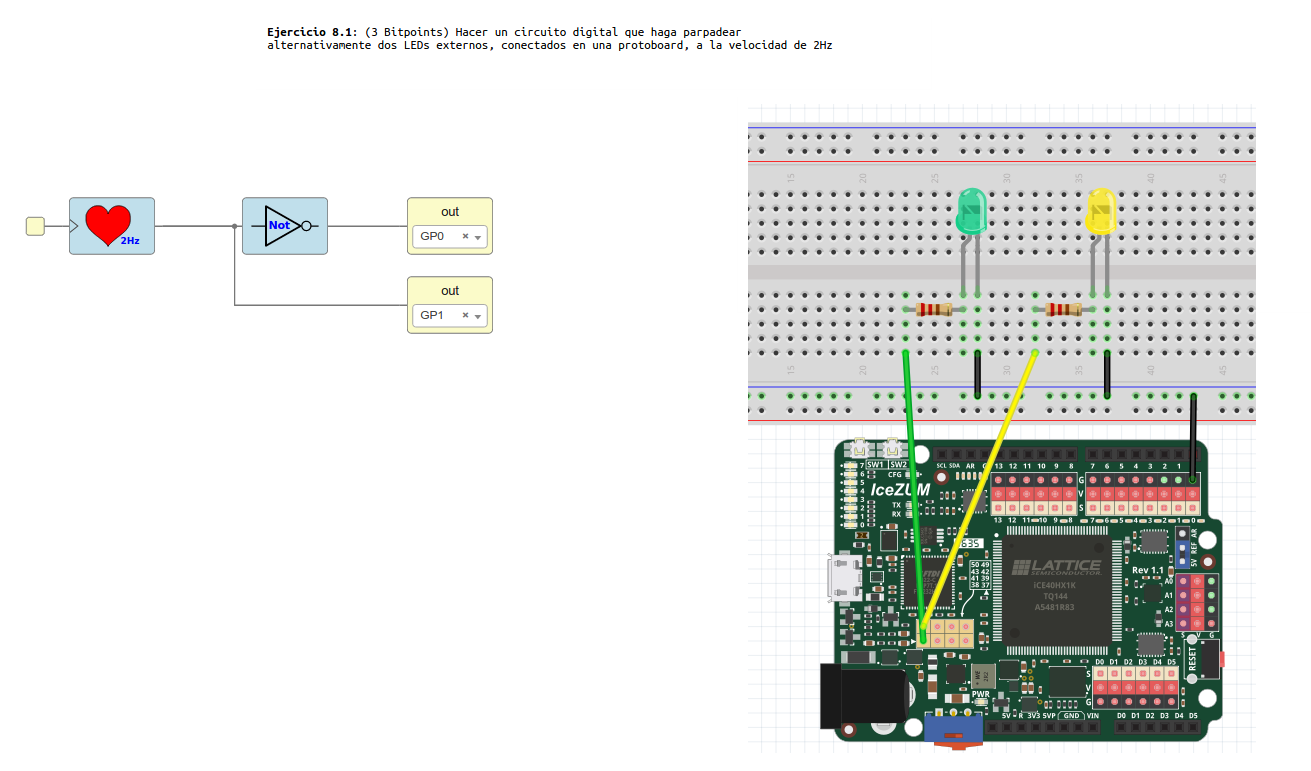 Ejercicio 8.1: (3 Bitpoints) Hacer un circuito digital que haga parpadear
alternativamente dos LEDs externos, conectados en una protoboard, a la velocidad de 2Hz
2Hz
Not
out
GP0
out
GP1
15 20 25 30 35 40 45
15 20 25 30 35 40 45
7
6
5
4
3
2
1
0
SW1 SW2
CFG
IceZUM
TX
RX
SCL SDA AR
13 12 11 10 9 8
7 6 5 4 3 2 1
G
V
S
13 12 11 10 9 8
7 6 5 4 3 2 1 0
635
50 49
43 42
41 39
38 37
FTDI
LATTICE
SEMICONDUCTOR
iCE40HX1K
TQ144
A5481R83
Rev 1.1
5V REF AR
A0
A1
A2
A3
S V G
RESET
D0 D1 D2 D3 D4 D5
S
V
G
PWR
5V R 3V3 5VP GND VIN
D0 D1 D2 D3 D4 D5